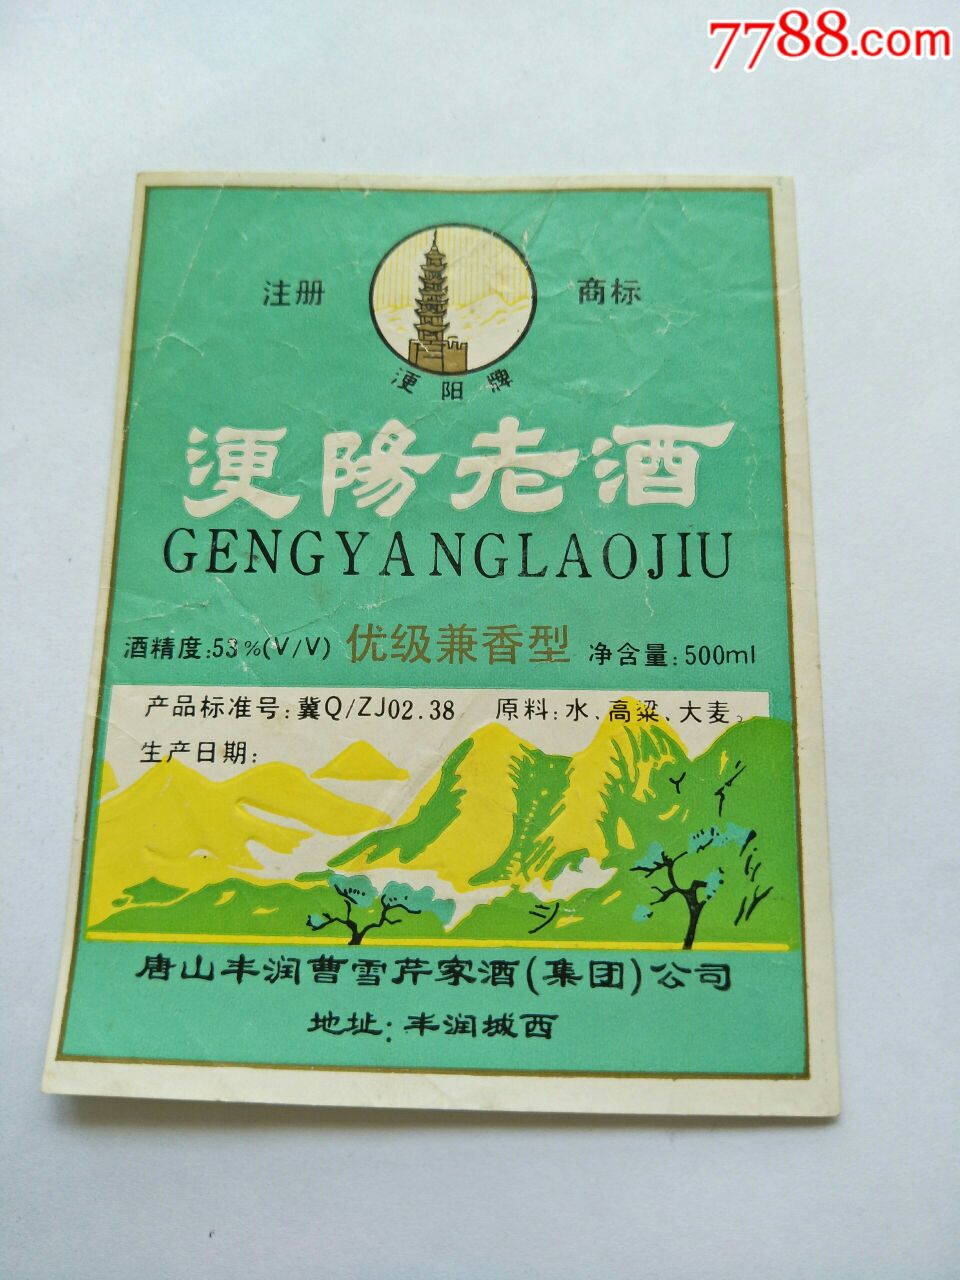 7788.com
注册 商标
浭阳牌
浭陽老酒
GENGYANGLAOJIU
酒精度:53%(V/V) 优级兼香型 净含量:500ml
产品标准号:冀Q/ZJ02.38 原料:水、高粱、大麦。
生产日期:
唐山丰润曹雪芹家酒(集团)公司
地址:丰润城西